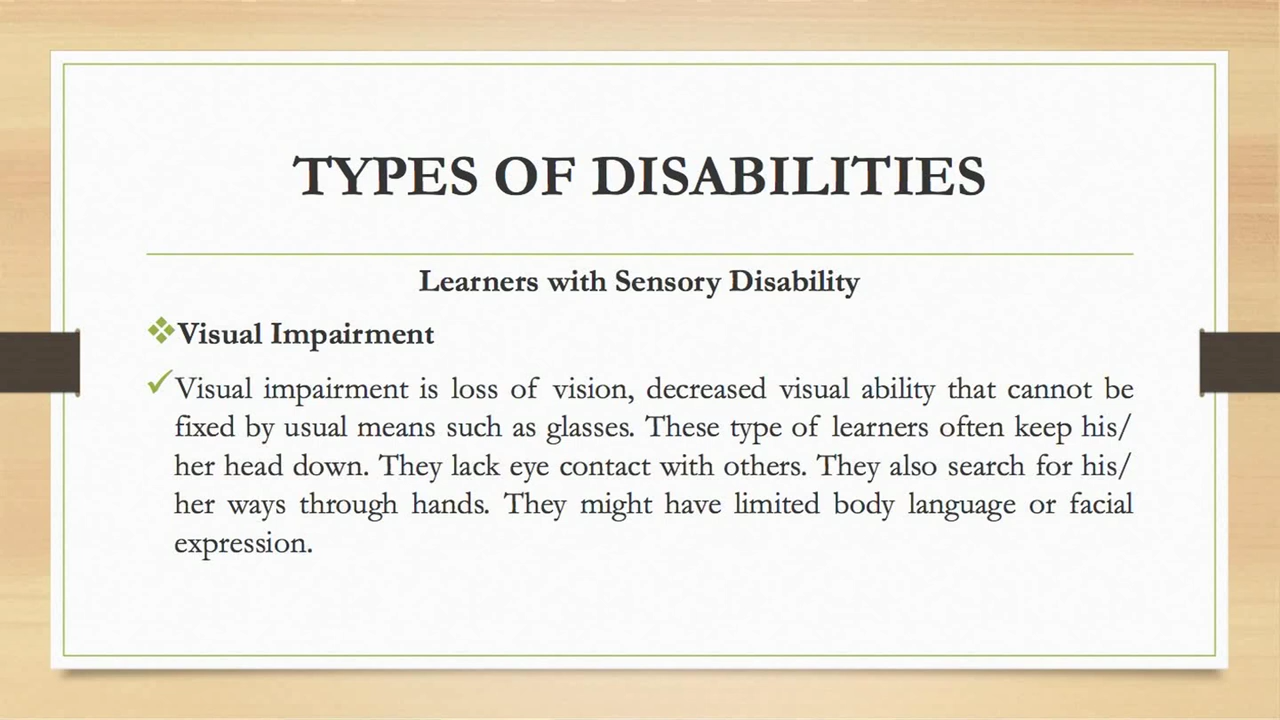 TYPES OF DISABILITIES
Learners with Sensory Disability
Visual Impairment
Visual impairment is loss of vision, decreased visual ability that cannot be
fixed by usual means such as glasses. These type of learners often keep his/
her head down. They lack eye contact with others. They also search for his/
her ways through hands. They might have limited body language or facial
expression.